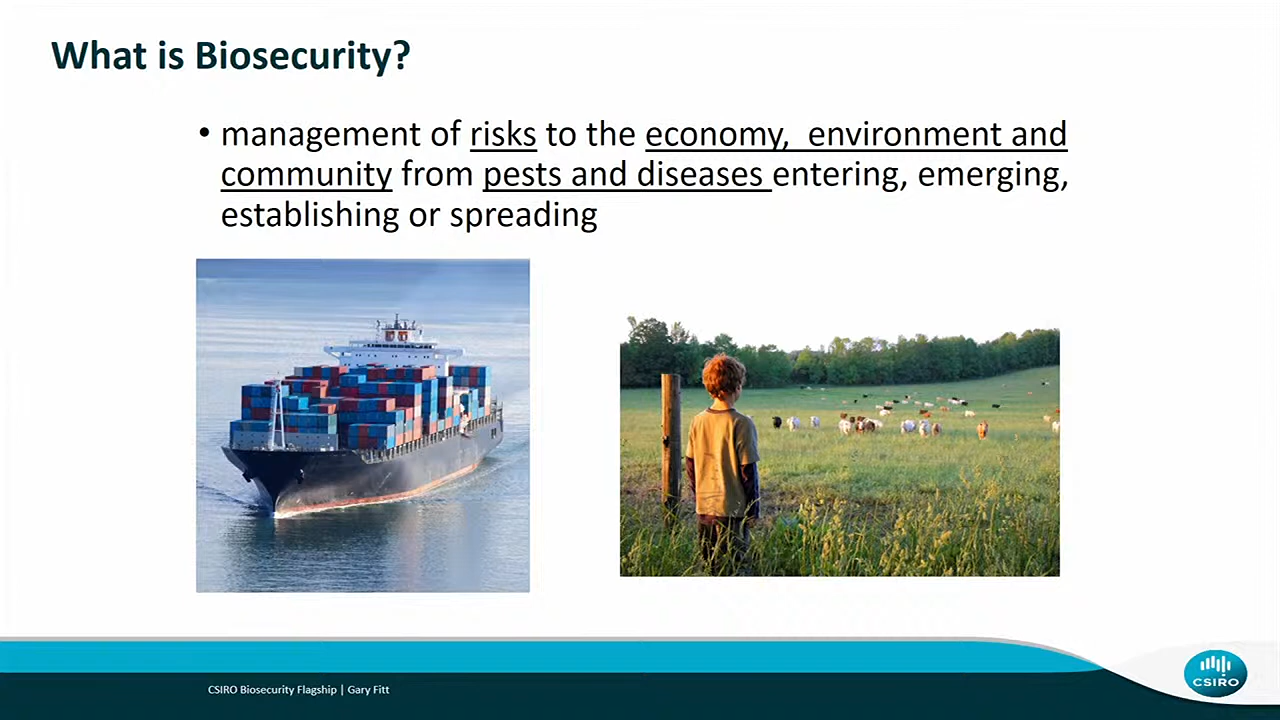 What is Biosecurity?
• management of risks to the economy, environment and
community from pests and diseases entering, emerging,
establishing or spreading
CSIRO Biosecurity Flagship | Gary Fitt
CSIRO